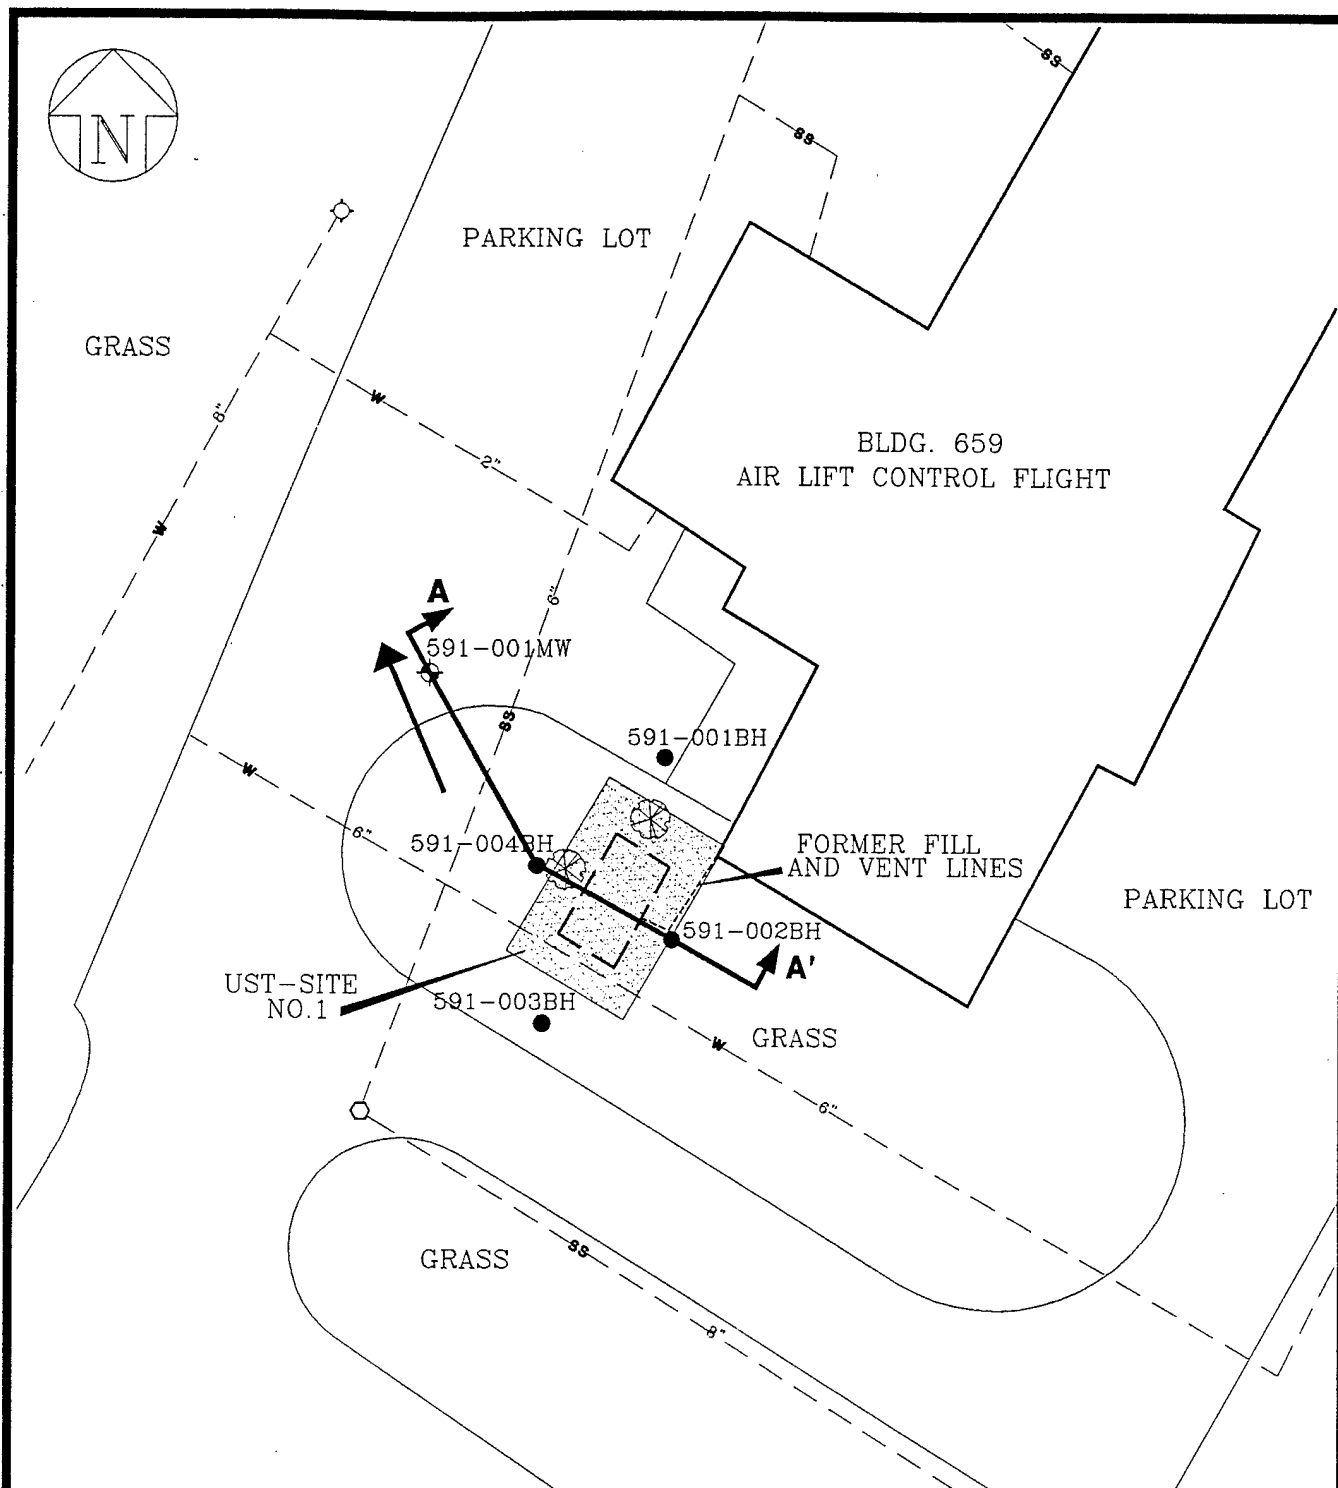 N
SS
SS
PARKING LOT
GRASS
W
8"
2"
BLDG. 659
AIR LIFT CONTROL FLIGHT
W
6"
A
591-001MW
SS
591-001BH
W
6"
591-004BH
FORMER FILL
AND VENT LINES
PARKING LOT
591-002BH
A'
UST-SITE
NO.1
591-003BH
W
GRASS
6"
GRASS
SS
8"